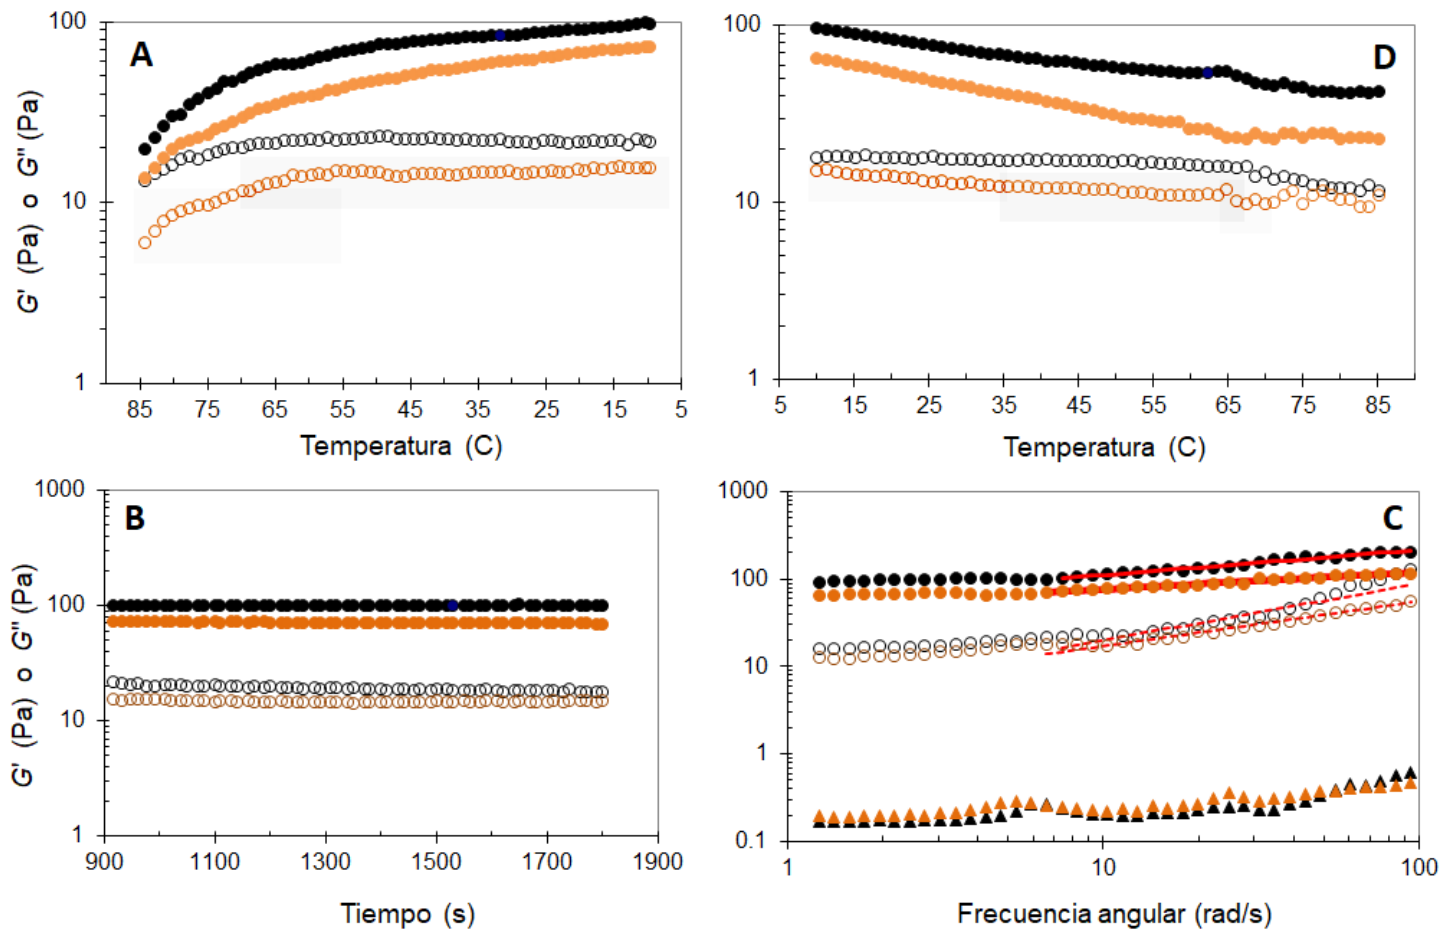 100
A
10
1
G' (Pa) o G" (Pa)
85 75 65 55 45 35 25 15 5
Temperatura (C)
100
D
10
1
5 15 25 35 45 55 65 75 85
Temperatura (C)
1000
B
100
10
1
G' (Pa) o G" (Pa)
900 1100 1300 1500 1700 1900
Tiempo (s)
1000
C
100
10
1
0.1
1 10 100
Frecuencia angular (rad/s)